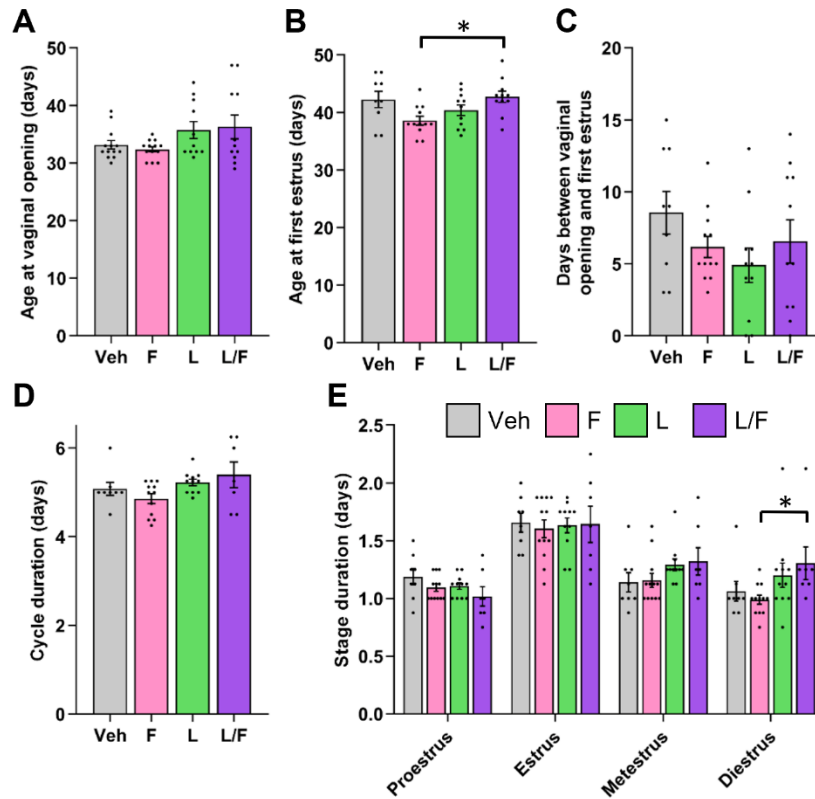 A
Age at vaginal opening (days)
50
40
30
20
10
0
Veh F L L/F
B
*
Age at first estrus (days)
50
40
30
20
10
0
Veh F L L/F
C
Days between vaginal
opening and first estrus
20
15
10
5
0
Veh F L L/F
D
Cycle duration (days)
6
4
2
0
Veh F L L/F
E
Veh F L L/F
*
Stage duration (days)
2.5
2.0
1.5
1.0
0.5
0.0
Proestrus
Estrus
Metestrus
Diestrus